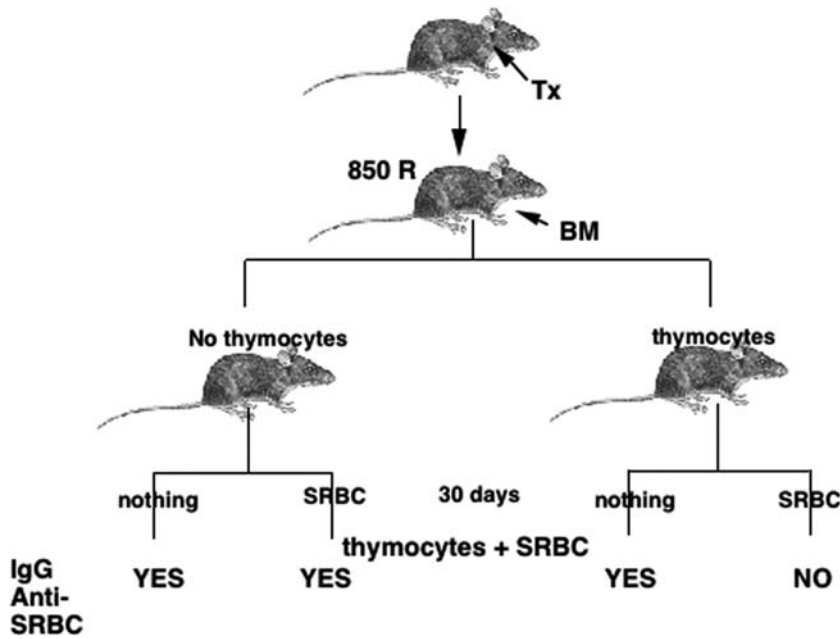 Tx
850 R
BM
No thymocytes
thymocytes
nothing
SRBC
30 days
nothing
SRBC
thymocytes + SRBC
IgG
Anti-
SRBC
YES
YES
YES
NO